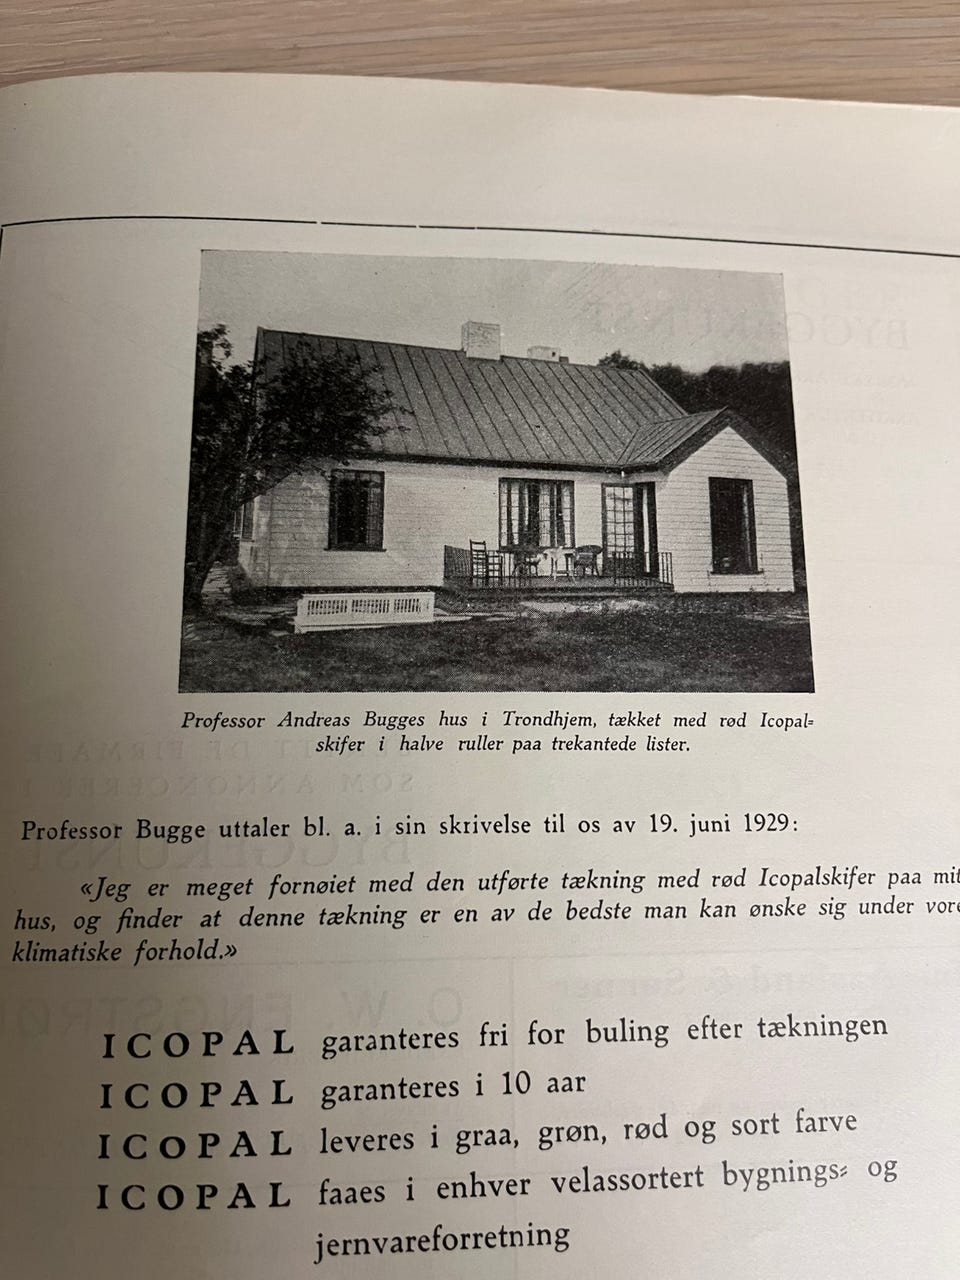 Professor Andreas Bugges hus i Trondhjem, tækket med rød Icopal=
skifer i halve ruller paa trekantede lister.
Professor Bugge uttaler bl. a. i sin skrivelse til os av 19. juni 1929:
«Jeg er meget fornøiet med den utførte tækning med rød Icopalskifer paa mit
hus, og finder at denne tækning er en av de bedste man kan ønske sig under vore
klimatiske forhold.»
ICOPAL garanteres fri for buling efter tækningen
ICOPAL garanteres i 10 aar
ICOPAL leveres i graa, grøn, rød og sort farve
ICOPAL faaes i enhver velassortert bygnings= og
jernvareforretning